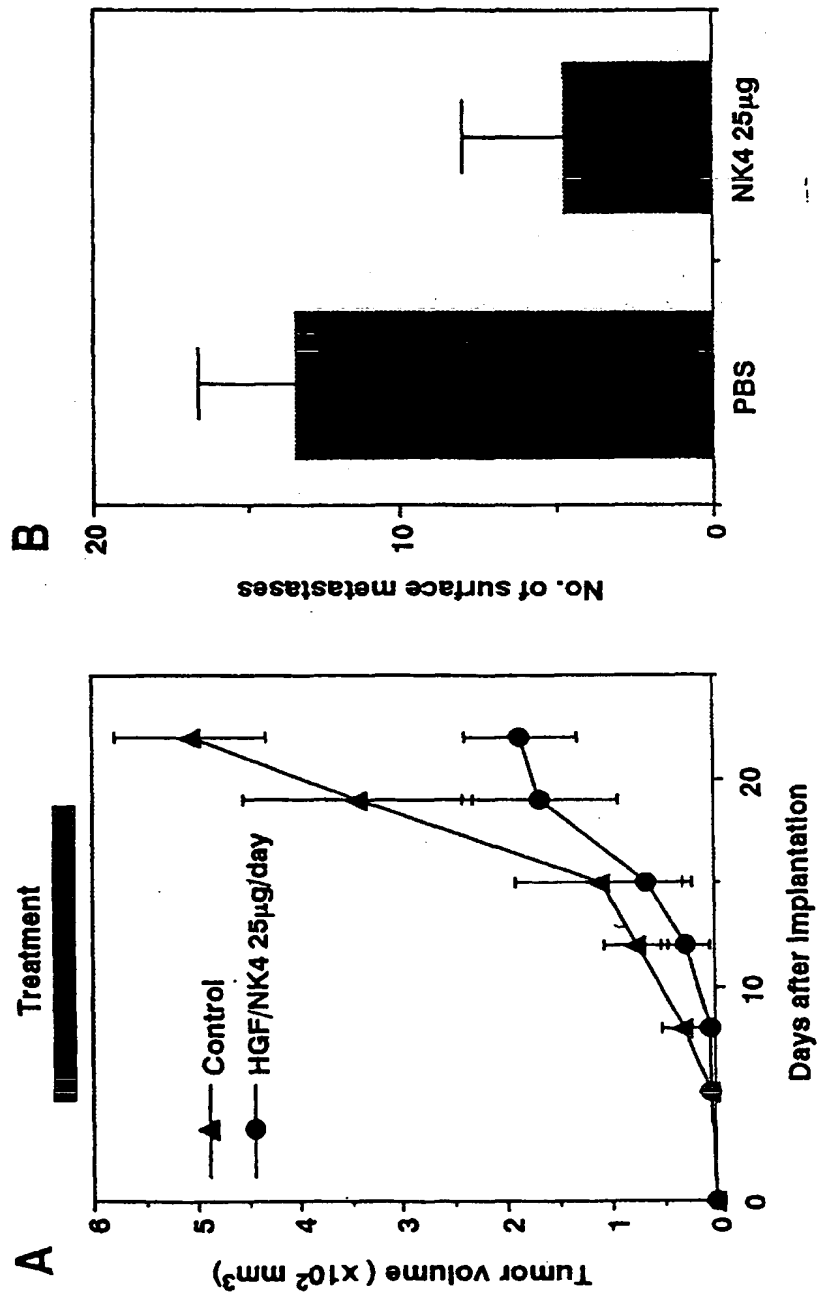 A
Treatment
Control
HGF/NK4 25µg/day
Tumor volume ( x10² mm³)
6
5
4
3
2
1
0
0
10
20
Days after implantation
B
No. of surface metastases
20
10
0
PBS
NK4 25µg